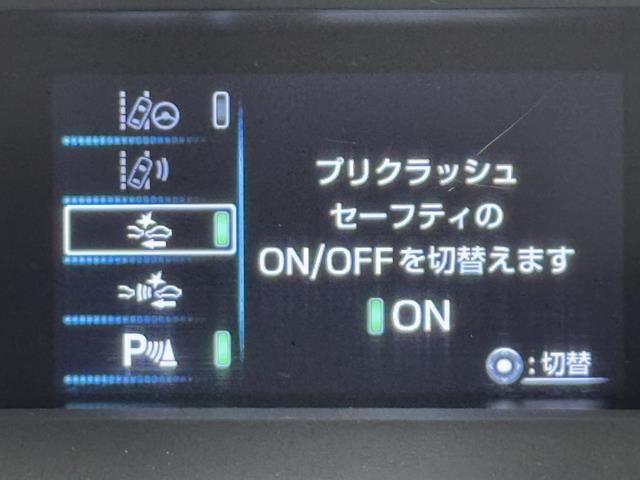 プリクラッシュ
セーフティの
ON/OFFを切替えます
ON
P
:切替